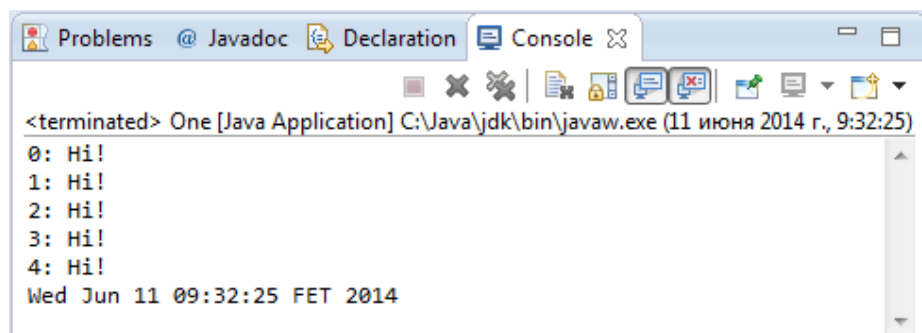 Problems @ Javadoc Declaration Console
<terminated> One [Java Application] C:\Java\jdk\bin\javaw.exe (11 июня 2014 г., 9:32:25)
0: Hi!
1: Hi!
2: Hi!
3: Hi!
4: Hi!
Wed Jun 11 09:32:25 FET 2014